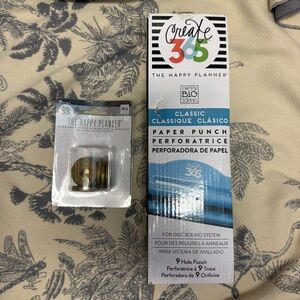 THE HAPPY PLANNER
Create
365
THE HAPPY PLANNER
me & my
BIG
ideas
CLASSIC
CLASSIQUE CLÁSICO
PAPER PUNCH
PERFORATRICE
PERFORADORA DE PAPEL
365
FOR DISC BOUND SYSTEM
POUR DES RELIURES À ANNEAUX
PARA SISTEMA DE ANILLADO
9 Hole Punch
Perforatrice à 9 Trous
Perforadora de 9 Orificios